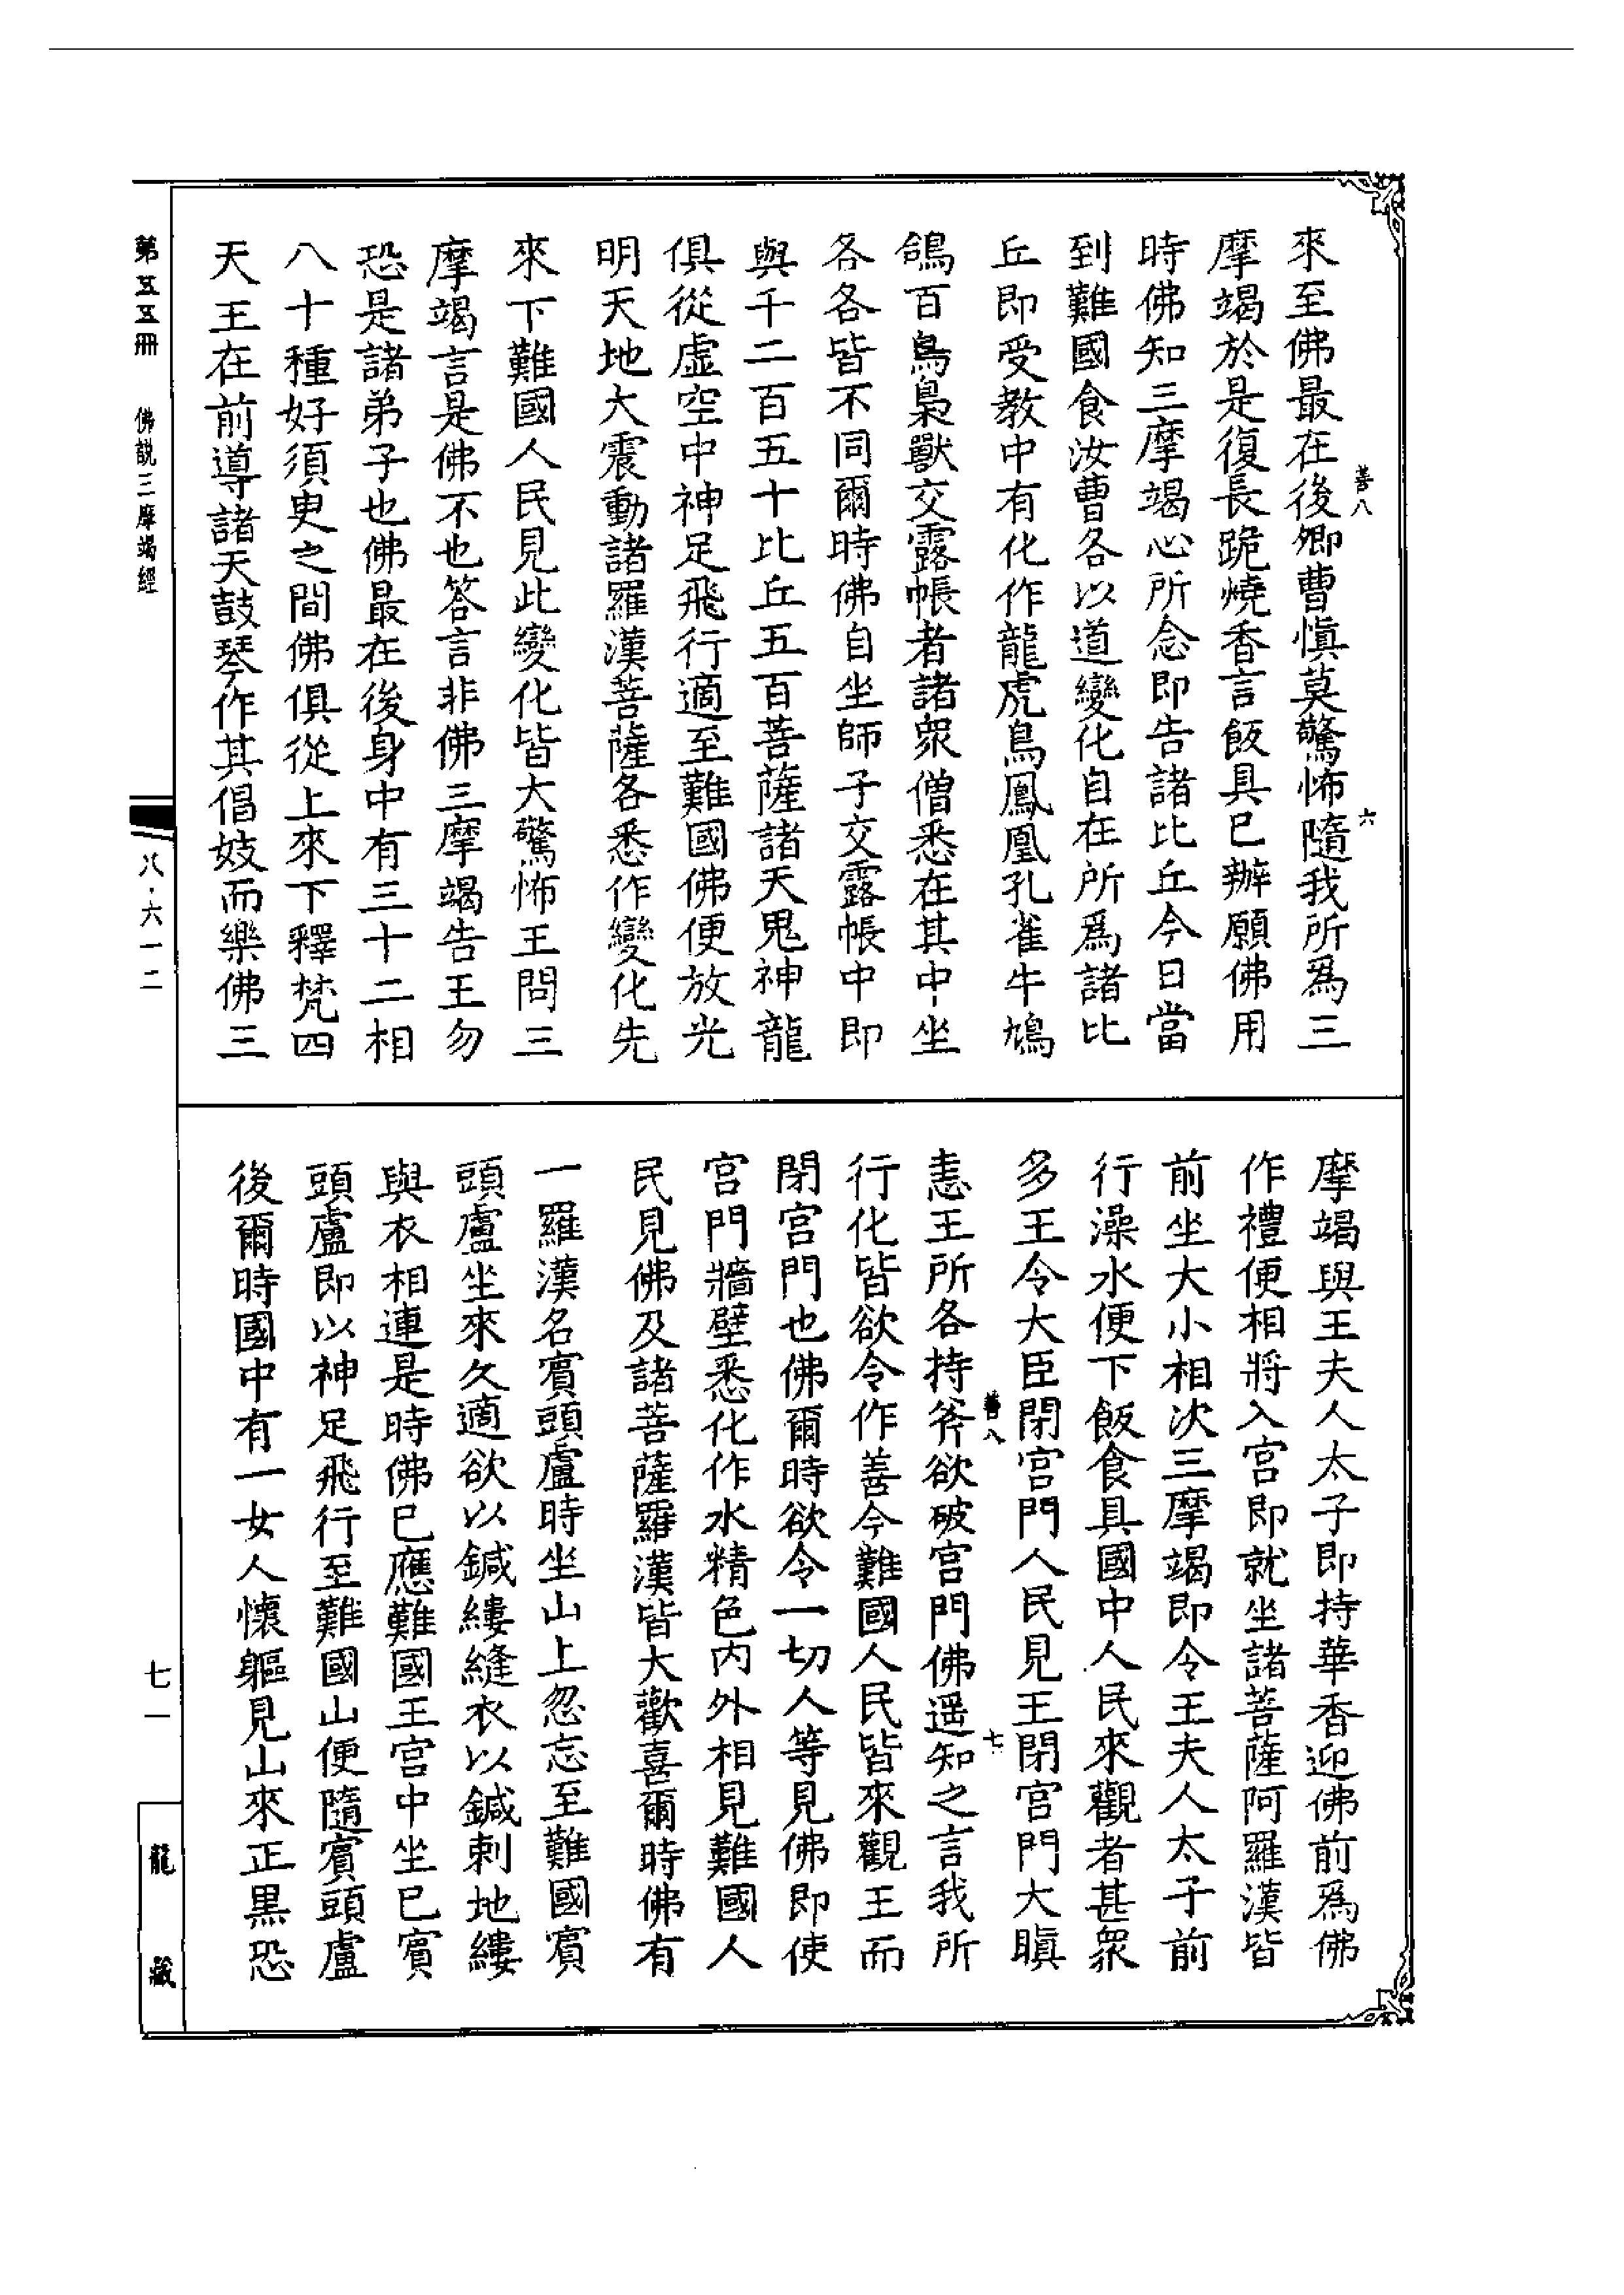 來至佛最在後卿曹愼莫驚怖隨我所爲三
善八
六
摩竭於是復長跪燒香言飯具已辦願佛用
時佛知三摩竭心所念即告諸比丘今日當
到難國食汝曹各以道變化自在所爲諸比
丘即受教中有化作龍虎鳥鳳凰孔雀牛鳩
鴿百鳥梟獸交露帳者諸衆僧悉在其中坐
各各皆不同爾時佛自坐師子交露帳中即
與千二百五十比丘五百菩薩諸天鬼神龍
俱從虛空中神足飛行適至難國佛便放光
明天地大震動諸羅漢菩薩各悉作變化先
來下難國人民見此變化皆大驚怖王問三
摩竭言是佛不也答言非佛三摩竭告王勿
恐是諸弟子也佛最在後身中有三十二相
八十種好須臾之間佛俱從上來下釋梵四
天王在前導諸天鼓琴作其倡妓而樂佛三
摩竭與王夫人太子即持華香迎佛前爲佛
作禮便相將入宮即就坐諸菩薩阿羅漢皆
前坐大小相次三摩竭即令王夫人太子前
行澡水便下飯食具國中人民來觀者甚衆
多王令大臣閉宮門人民見王閉宮門大瞋
善八
七
恚王所各持斧欲破宮門佛遥知之言我所
行化皆欲令作善今難國人民皆來觀王而
閉宮門也佛爾時欲令一切人等見佛即使
宮門牆壁悉化作水精色內外相見難國人
民見佛及諸菩薩羅漢皆大歡喜爾時佛有
一羅漢名賓頭盧時坐山上忽忘至難國賓
頭盧坐來久適欲以鍼縷縫衣以鍼刺地縷
與衣相連是時佛已應難國王宮中坐已賓
頭盧即以神足飛行至難國山便隨賓頭盧
後爾時國中有一女人懷軀見山來正黑恐
第五五冊
佛說三摩竭經
八·六一二
七一
龍藏